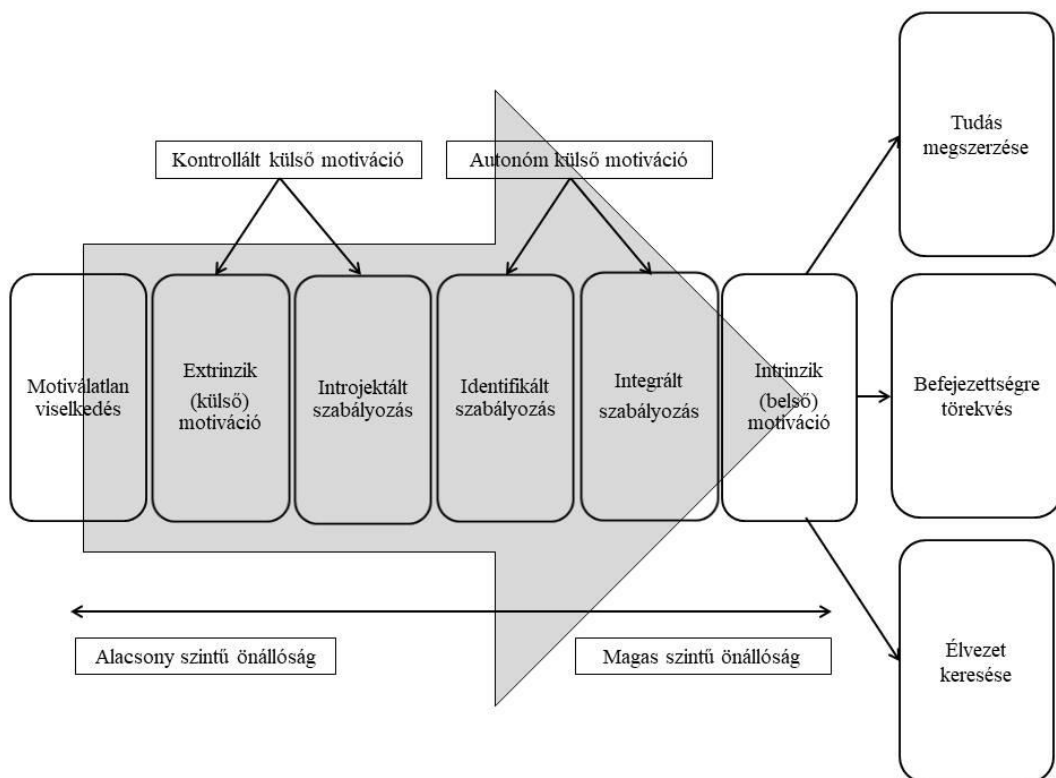 Tudás
megszerzése
Kontrollált külső motiváció
Autonóm külső motiváció
Motiválatlan
viselkedés
Extrinzik
(külső)
motiváció
Introjektált
szabályozás
Identifikált
szabályozás
Integrált
szabályozás
Intrinzik
(belső)
motiváció
Befejezettségre
törekvés
Alacsony szintű önállóság
Magas szintű önállóság
Élvezet
keresése